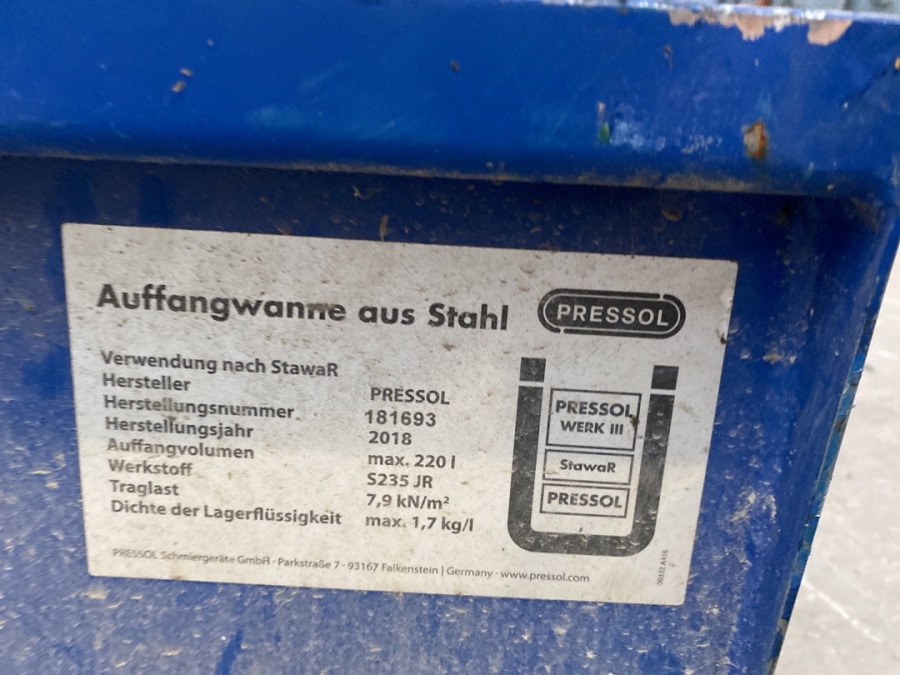 Auffangwanne aus Stahl
PRESSOL
Verwendung nach StawaR
Hersteller PRESSOL
Herstellungsnummer 181693
Herstellungsjahr 2018
Auffangvolumen max. 220 l
Werkstoff S235 JR
Traglast 7,9 kN/m²
Dichte der Lagerflüssigkeit max. 1,7 kg/l
PRESSOL
WERK III
StawaR
PRESSOL
PRESSOL Schmiergeräte GmbH · Parkstraße 7 · 93167 Falkenstein | Germany · www.pressol.com